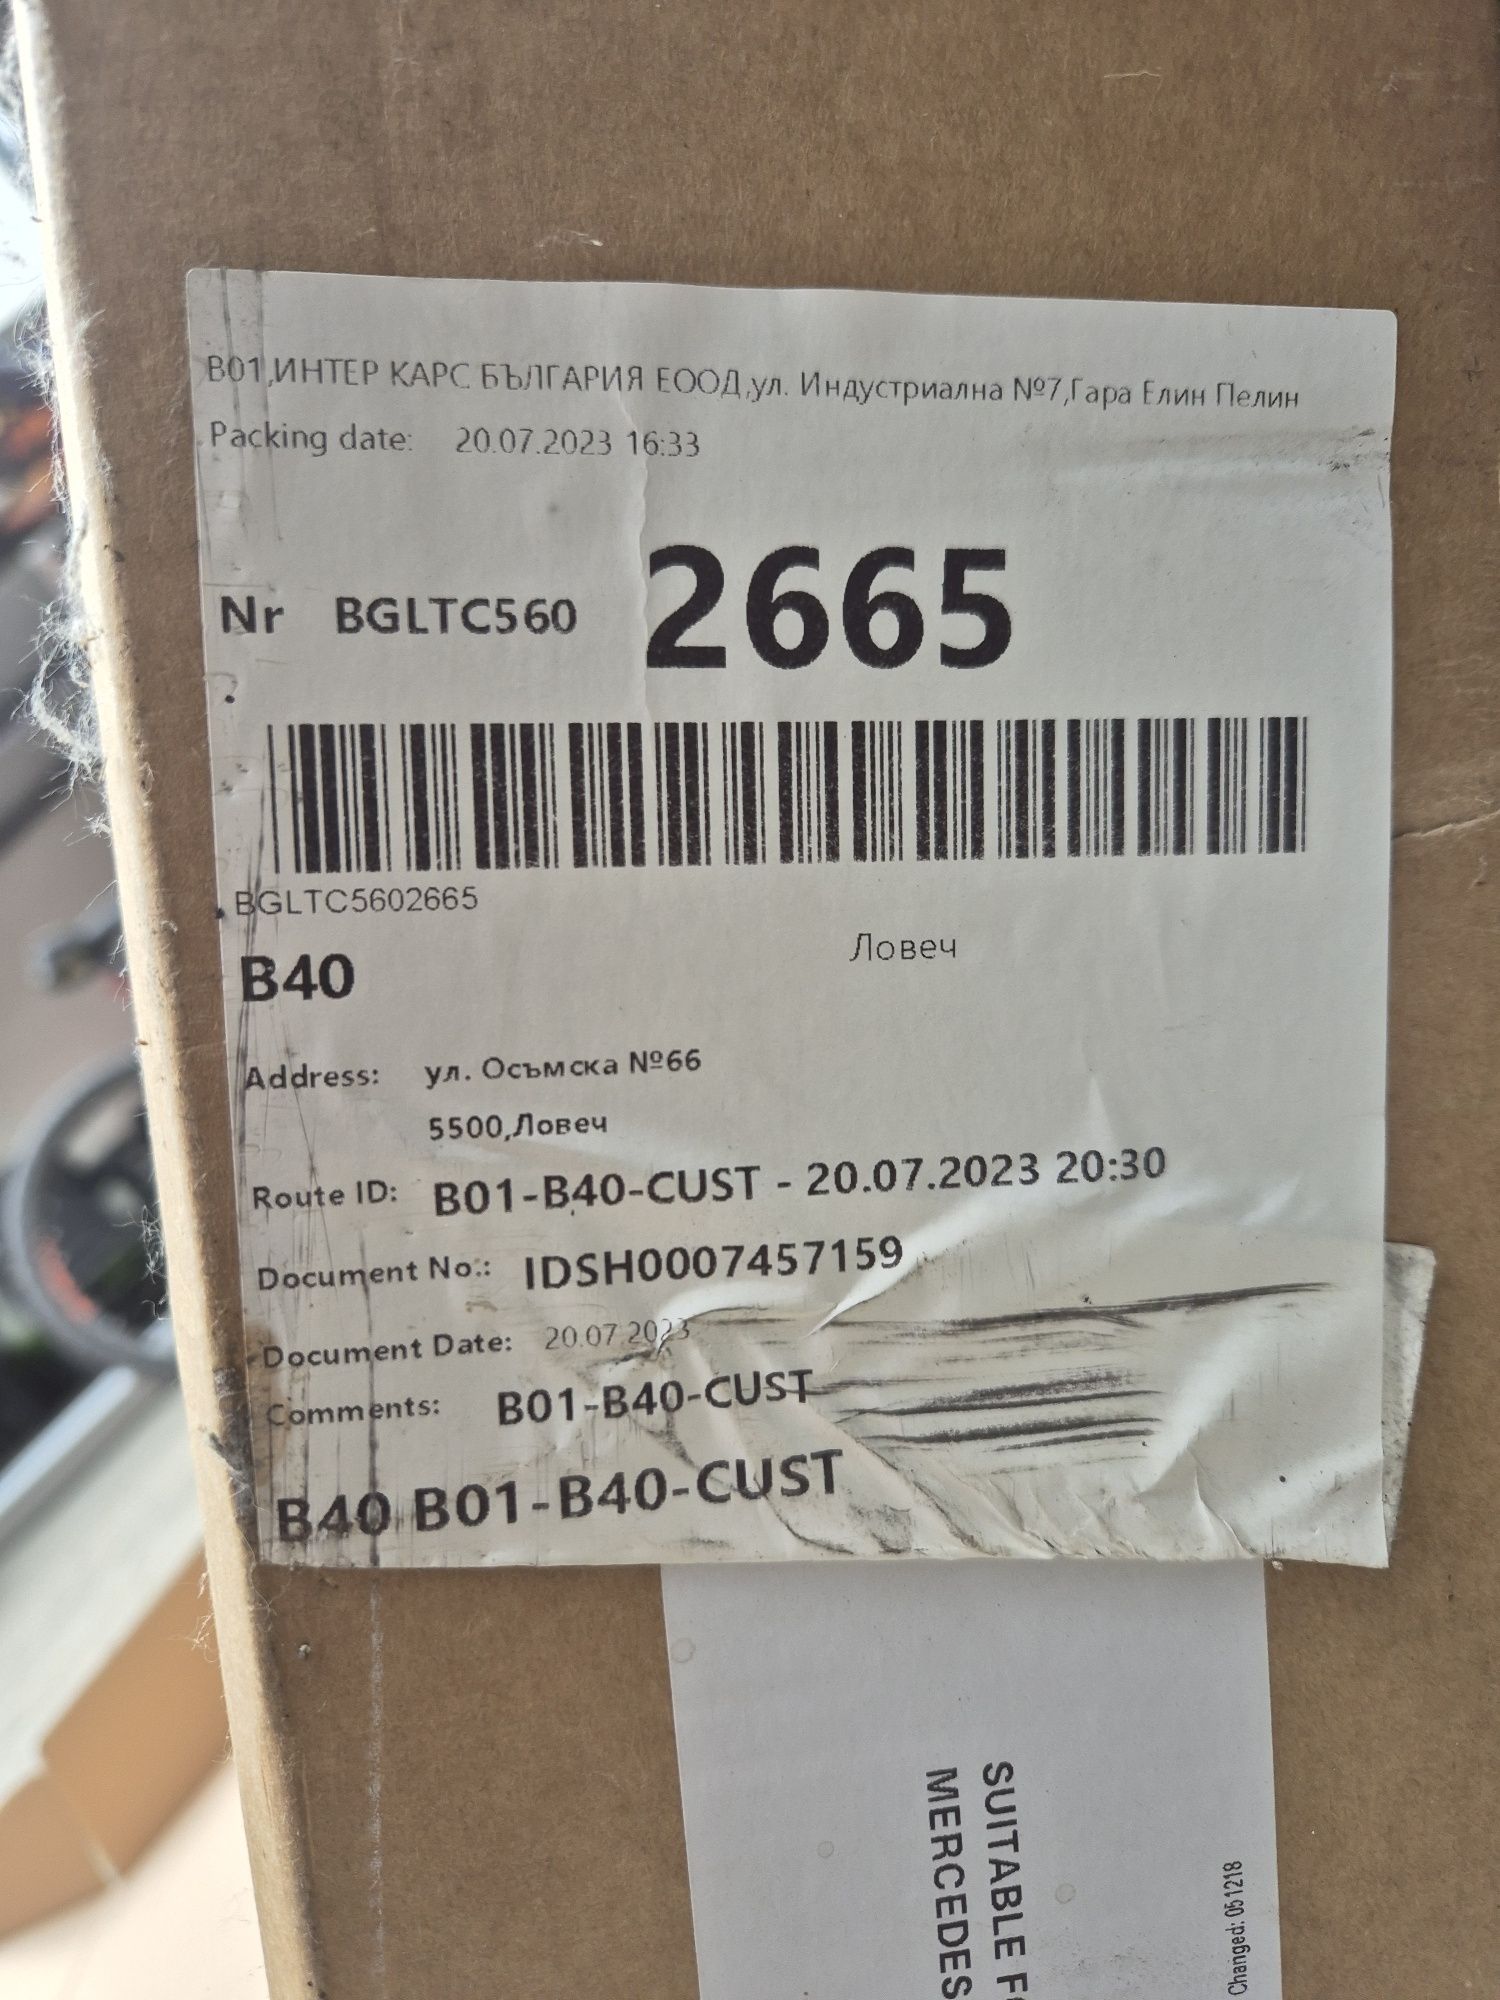 B01,ИНТЕР КАРС БЪЛГАРИЯ ЕООД,ул. Индустриална №7,Гара Елин Пелин
Packing date: 20.07.2023 16:33
Nr BGLTC560 2665
BGLTC5602665
B40 Ловеч
Address: ул. Осъмска №66
5500,Ловеч
Route ID: B01-B40-CUST - 20.07.2023 20:30
Document No.: IDSH0007457159
Document Date: 20.07.2023
Comments: B01-B40-CUST
B40 B01-B40-CUST
SUITABLE
MERCEDES
Changed: 051218